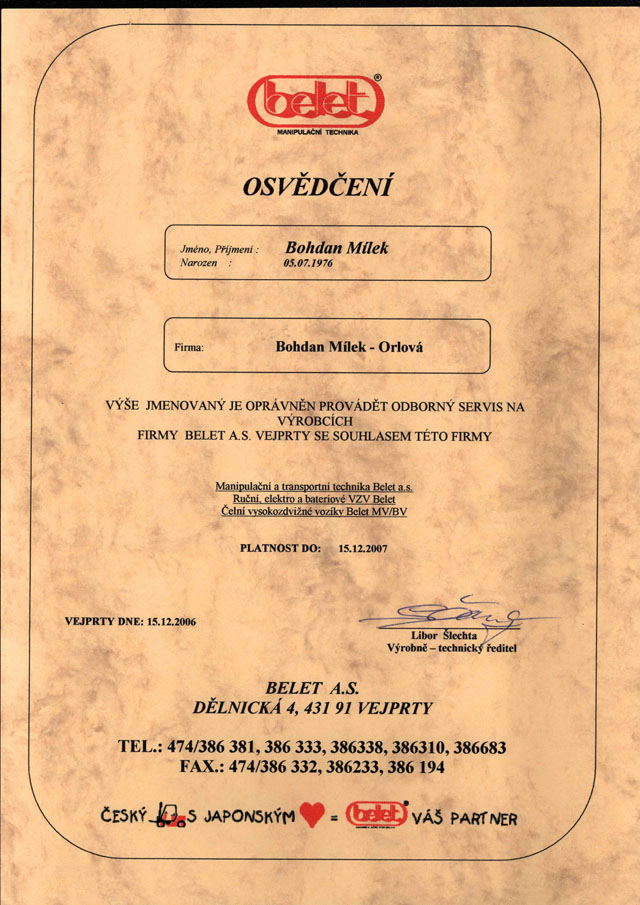 belet®
MANIPULAČNÍ TECHNIKA
OSVĚDČENÍ
Jméno, Příjmení : Bohdan Mílek
Narozen : 05.07.1976
Firma: Bohdan Mílek - Orlová
VÝŠE JMENOVANÝ JE OPRÁVNĚN PROVÁDĚT ODBORNÝ SERVIS NA
VÝROBCÍCH
FIRMY BELET A.S. VEJPRTY SE SOUHLASEM TÉTO FIRMY
Manipulační a transportní technika Belet a.s.
Ruční, elektro a bateriové VZV Belet
Čelní vysokozdvižné vozíky Belet MV/BV
PLATNOST DO: 15.12.2007
VEJPRTY DNE: 15.12.2006
Libor Šlechta
Výrobně – technický ředitel
BELET A.S.
DĚLNICKÁ 4, 431 91 VEJPRTY
TEL.: 474/386 381, 386 333, 386338, 386310, 386683
FAX.: 474/386 332, 386233, 386 194
ČESKÝ S JAPONSKÝM = belet® VÁŠ PARTNER